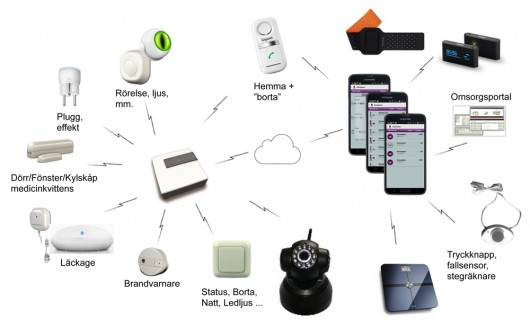 Rörelse, ljus,
mm.
Hemma +
"borta"
Plugg,
effekt
Omsorgsportal
Dörr/Fönster/Kylskåp
medicinkvittens
Läckage
Brandvarnare
Status, Borta,
Natt, Ledljus ...
Tryckknapp,
fallsensor,
stegräknare